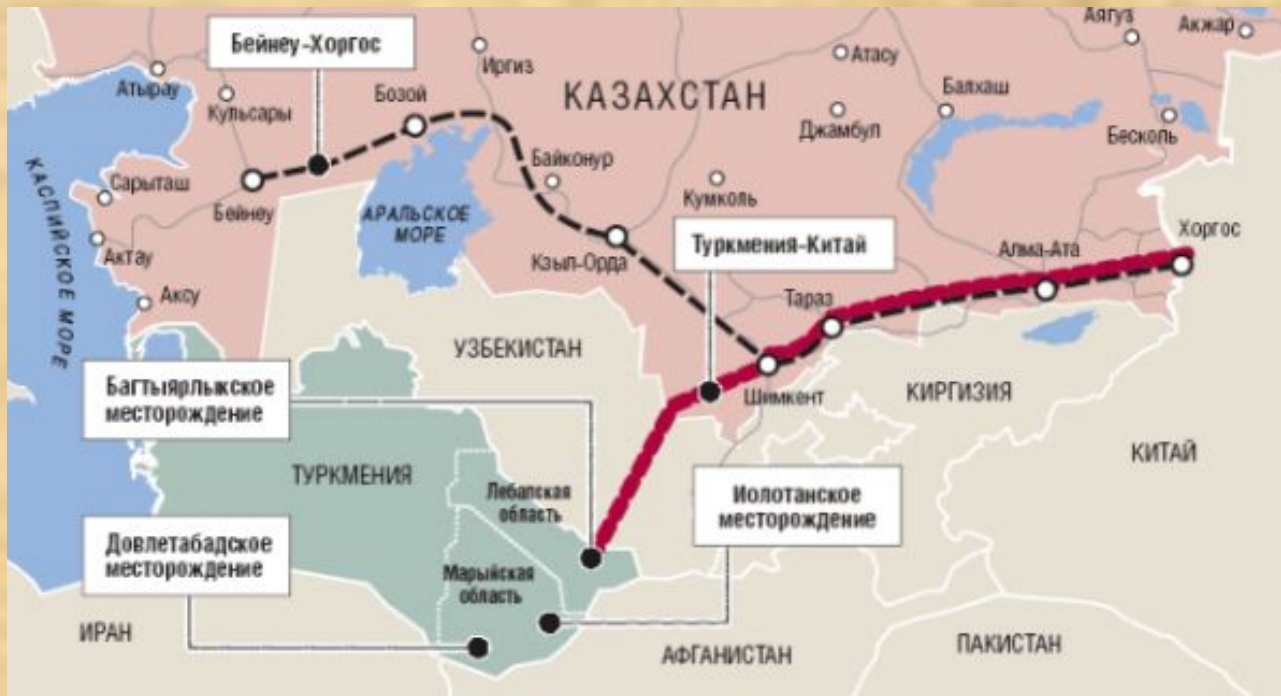 Аягуз
Акжар
Бейнеу-Хоргос
Иргиз
Атасу
Атырау
Кульсары
Бозой
КАЗАХСТАН
Балхаш
Джамбул
Бесколь
Байконур
КАСПИЙСКОЕ МОРЕ
Сарыташ
Кумколь
Бейнеу
АРАЛЬСКОЕ
МОРЕ
Актау
Кзыл-Орда
Туркмения-Китай
Алма-Ата
Хоргос
Аксу
Тараз
УЗБЕКИСТАН
Багтыярлыкское
месторождение
Шимкент
КИРГИЗИЯ
КИТАЙ
ТУРКМЕНИЯ
Лебапская
область
Иолотанское
месторождение
Довлетабадское
месторождение
Марыйская
область
ИРАН
АФГАНИСТАН
ПАКИСТАН